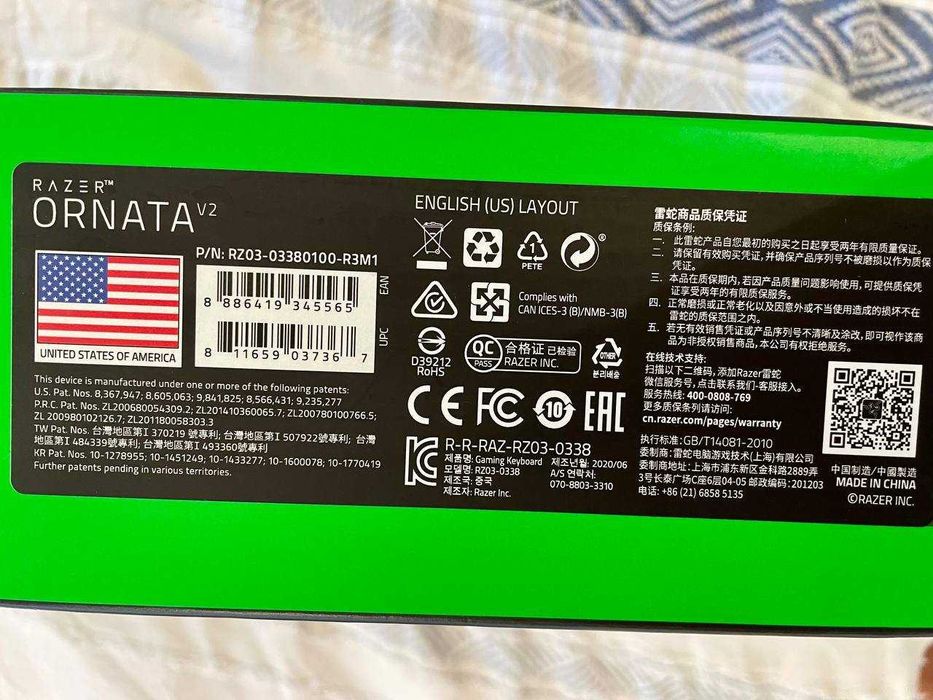 RAZER™
ORNATA V2
P/N: RZ03-03380100-R3M1
EAN
8 886419 345565
UPC
8 11659 03736 7
UNITED STATES OF AMERICA
This device is manufactured under one or more of the following patents:
U.S. Pat. Nos. 8,367,947; 8,605,063; 9,841,825; 8,566,431; 9,235,277
P.R.C. Pat. Nos. ZL200680054309.2; ZL201410360065.7; ZL200780100766.5;
ZL 200980102126.7; ZL201180058303.3
TW Pat. Nos. 台灣地區第I 370219 號專利; 台灣地區第I 507922號專利; 台灣地
區第I 484339號專利; 台灣地區第I 493360號專利
KR Pat. Nos. 10-1278955; 10-1451249; 10-1433277; 10-1600078; 10-1770419
Further patents pending in various territories.
ENGLISH (US) LAYOUT
PETE
®
Complies with
CAN ICES-3 (B)/NMB-3(B)
D39212
RoHS
QC
PASS
合格证 已检验
RAZER INC.
OTHER
분리배출
CE FC 10 EAC
R-R-RAZ-RZ03-0338
제품명: Gaming Keyboard
모델명: RZ03-0338
제조국: 중국
제조자: Razer Inc.
제조년월: 2020/06
A/S 연락처:
070-8803-3310
雷蛇商品质保凭证
质保条例:
一. 此雷蛇产品自您最初的购买之日起享受两年有限质量保证。
二. 请保留有效购买凭证，并确保产品序列号不被磨损以作为质保
凭证。
三. 本品在质保期内，若因产品质量问题影响使用，可提供质保凭
证享受两年的有限质保服务。
四. 正常磨损或正常老化以及因意外或不当使用造成的损坏不在
雷蛇的质保范围之内。
五. 若无有效销售凭证或产品序列号不清晰及涂改，即可视作该商
品为非授权销售商品，本公司有权拒绝服务。
在线技术支持:
扫描以下二维码，添加Razer雷蛇
微信服务号，点击联系我们-客服接入。
服务热线: 400-0808-769
更多质保条例请访问:
cn.razer.com/pages/warranty
执行标准:GB/T14081-2010
委制商:雷蛇电脑游戏技术(上海)有限公司
委制商地址:上海市浦东新区金科路2889弄
3号长泰广场C座6层04-05 邮政编码:201203
电话: +86 (21) 6858 5135
中国制造/中國製造
MADE IN CHINA
©RAZER INC.